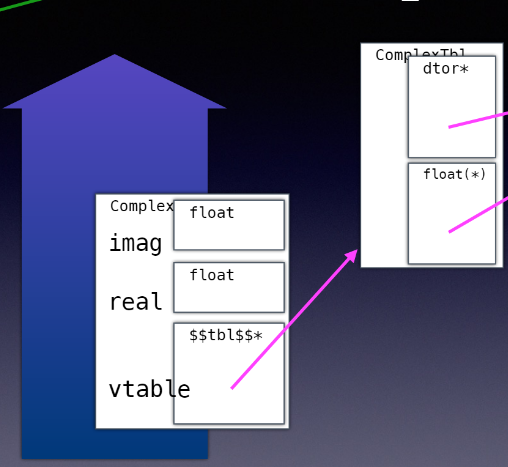 ComplexTbl
dtor*
float(*)
Complex
float
imag
float
real
$$tbl$$*
vtable